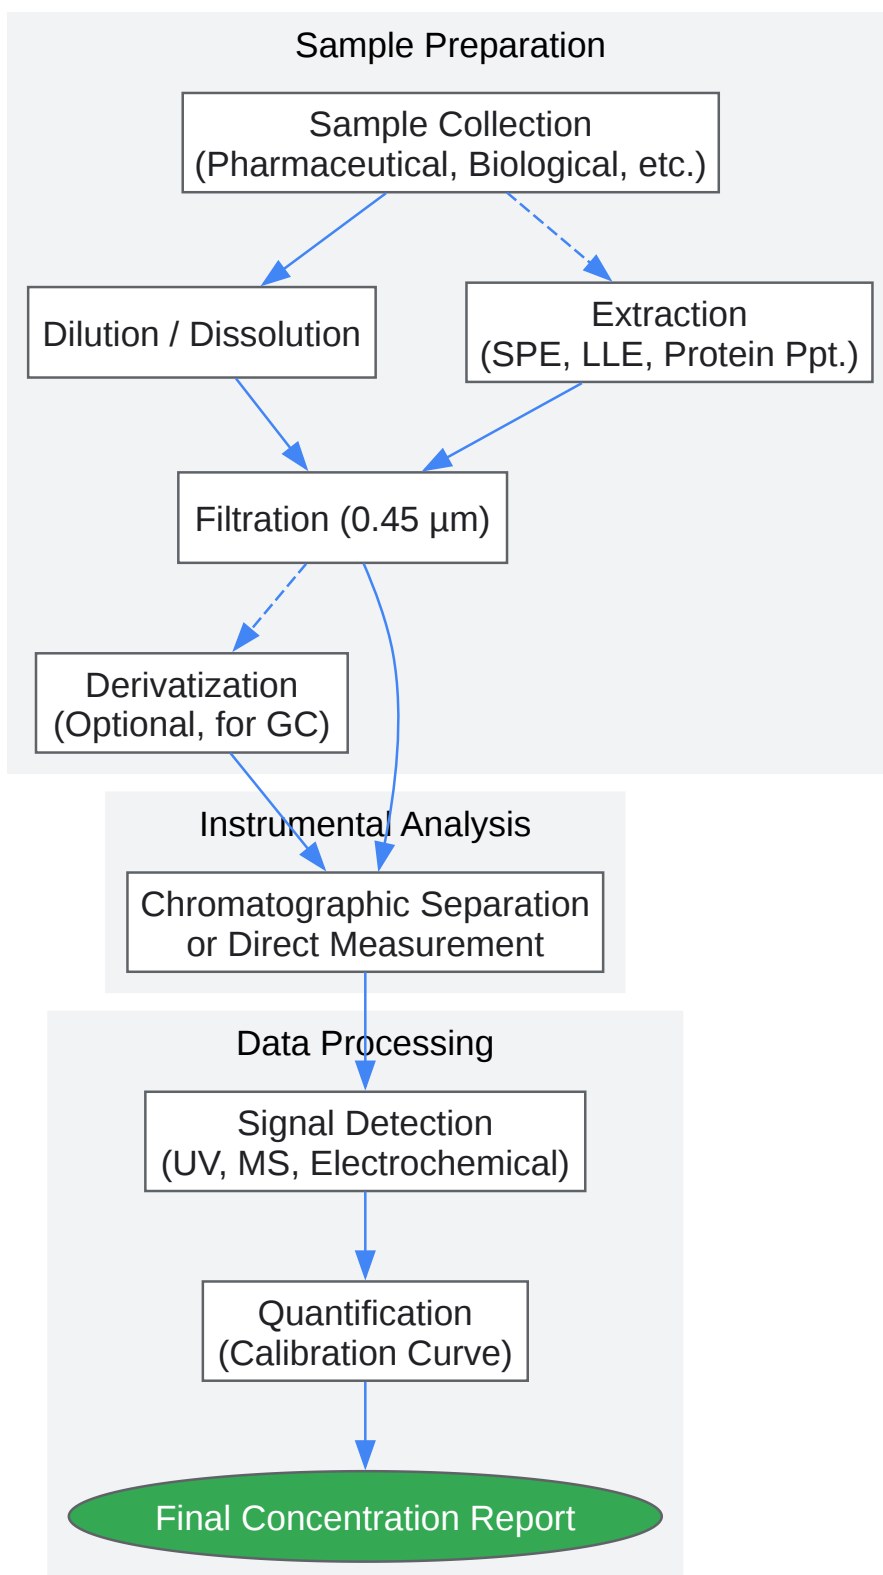 Sample Preparation
Sample Collection
(Pharmaceutical, Biological, etc.)
Dilution / Dissolution
Extraction
(SPE, LLE, Protein Ppt.)
Filtration (0.45 µm)
Derivatization
(Optional, for GC)
Instrumental Analysis
Chromatographic Separation
or Direct Measurement
Data Processing
Signal Detection
(UV, MS, Electrochemical)
Quantification
(Calibration Curve)
Final Concentration Report